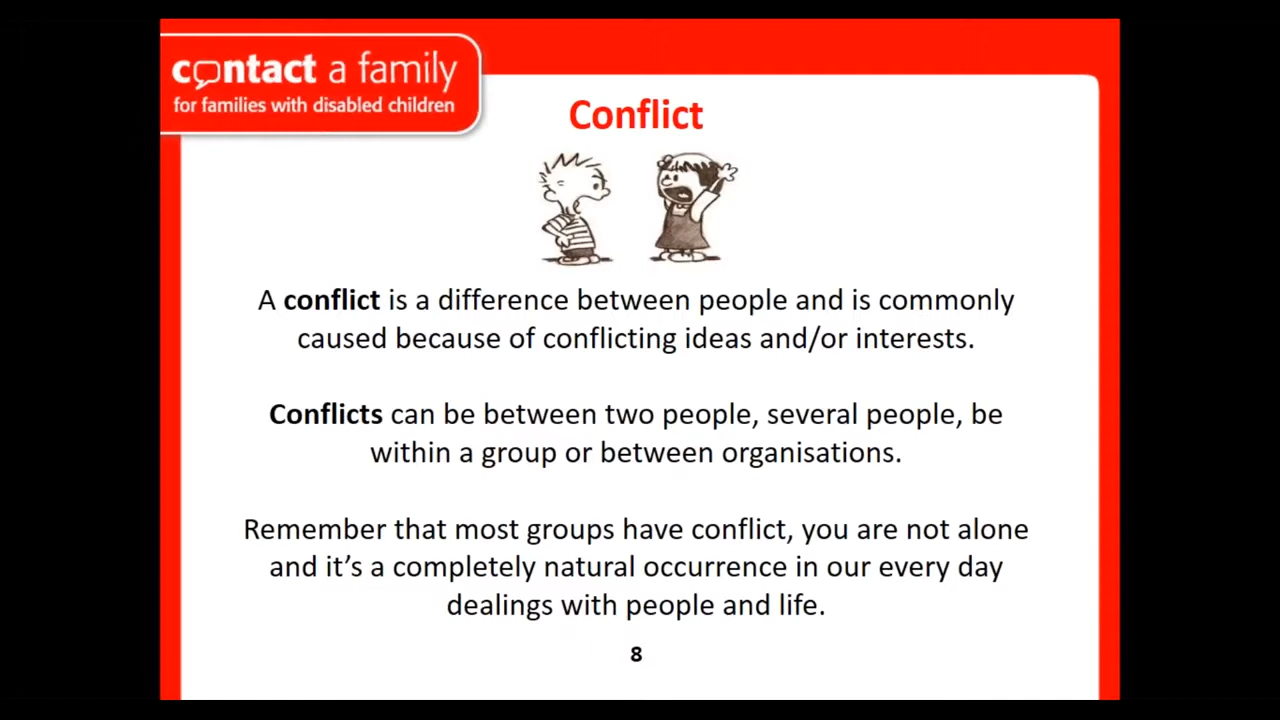 contact a family
for families with disabled children
Conflict
A conflict is a difference between people and is commonly
caused because of conflicting ideas and/or interests.
Conflicts can be between two people, several people, be
within a group or between organisations.
Remember that most groups have conflict, you are not alone
and it’s a completely natural occurrence in our every day
dealings with people and life.
8